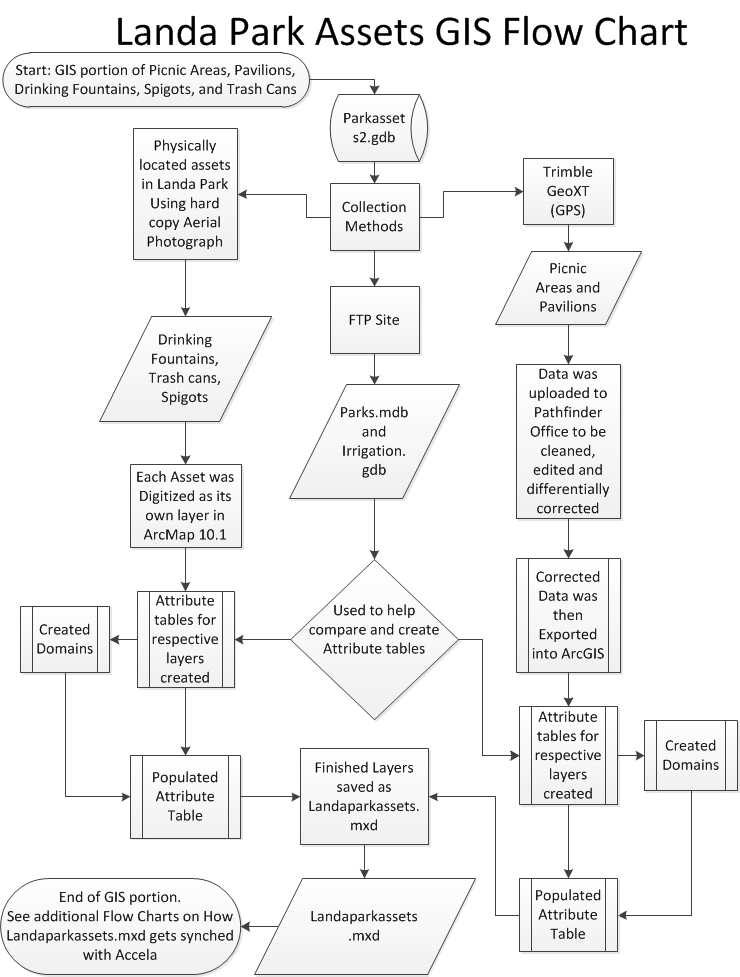 Landa Park Assets GIS Flow Chart
Start: GIS portion of Picnic Areas, Pavilions,
Drinking Fountains, Spigots, and Trash Cans
Parkasset
s2.gdb
Physically
located assets
in Landa Park
Using hard
copy Aerial
Photograph
Collection
Methods
Trimble
GeoXT
(GPS)
Picnic
Areas and
Pavilions
FTP Site
Drinking
Fountains,
Trash cans,
Spigots
Parks.mdb
and
Irrigation.
gdb
Data was
uploaded to
Pathfinder
Office to be
cleaned,
edited and
differentially
corrected
Each Asset was
Digitized as its
own layer in
ArcMap 10.1
Corrected
Data was
then
Exported
into ArcGIS
Created
Domains
Attribute
tables for
respective
layers
created
Used to help
compare and create
Attribute tables
Attribute
tables for
respective
layers
created
Created
Domains
Populated
Attribute
Table
Finished Layers
saved as
Landaparkassets.
mxd
Populated
Attribute
Table
End of GIS portion.
See additional Flow Charts on How
Landaparkassets.mxd gets synched
with Accela
Landaparkassets
.mxd